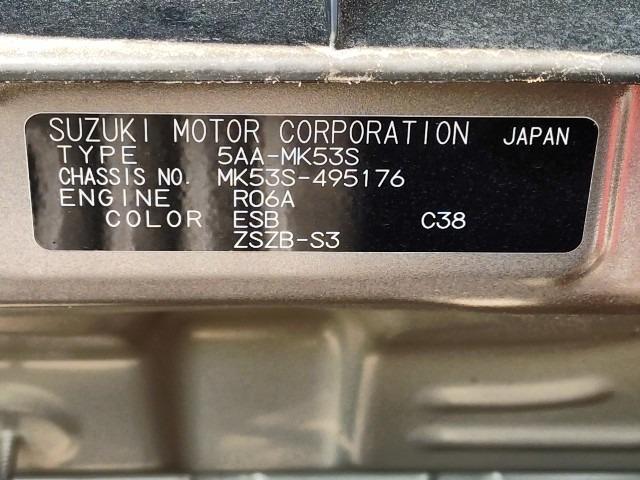 SUZUKI MOTOR CORPORATION JAPAN
TYPE 5AA-MK53S
CHASSIS NO. MK53S-495176
ENGINE R06A
COLOR ESB C38
ZSZB-S3